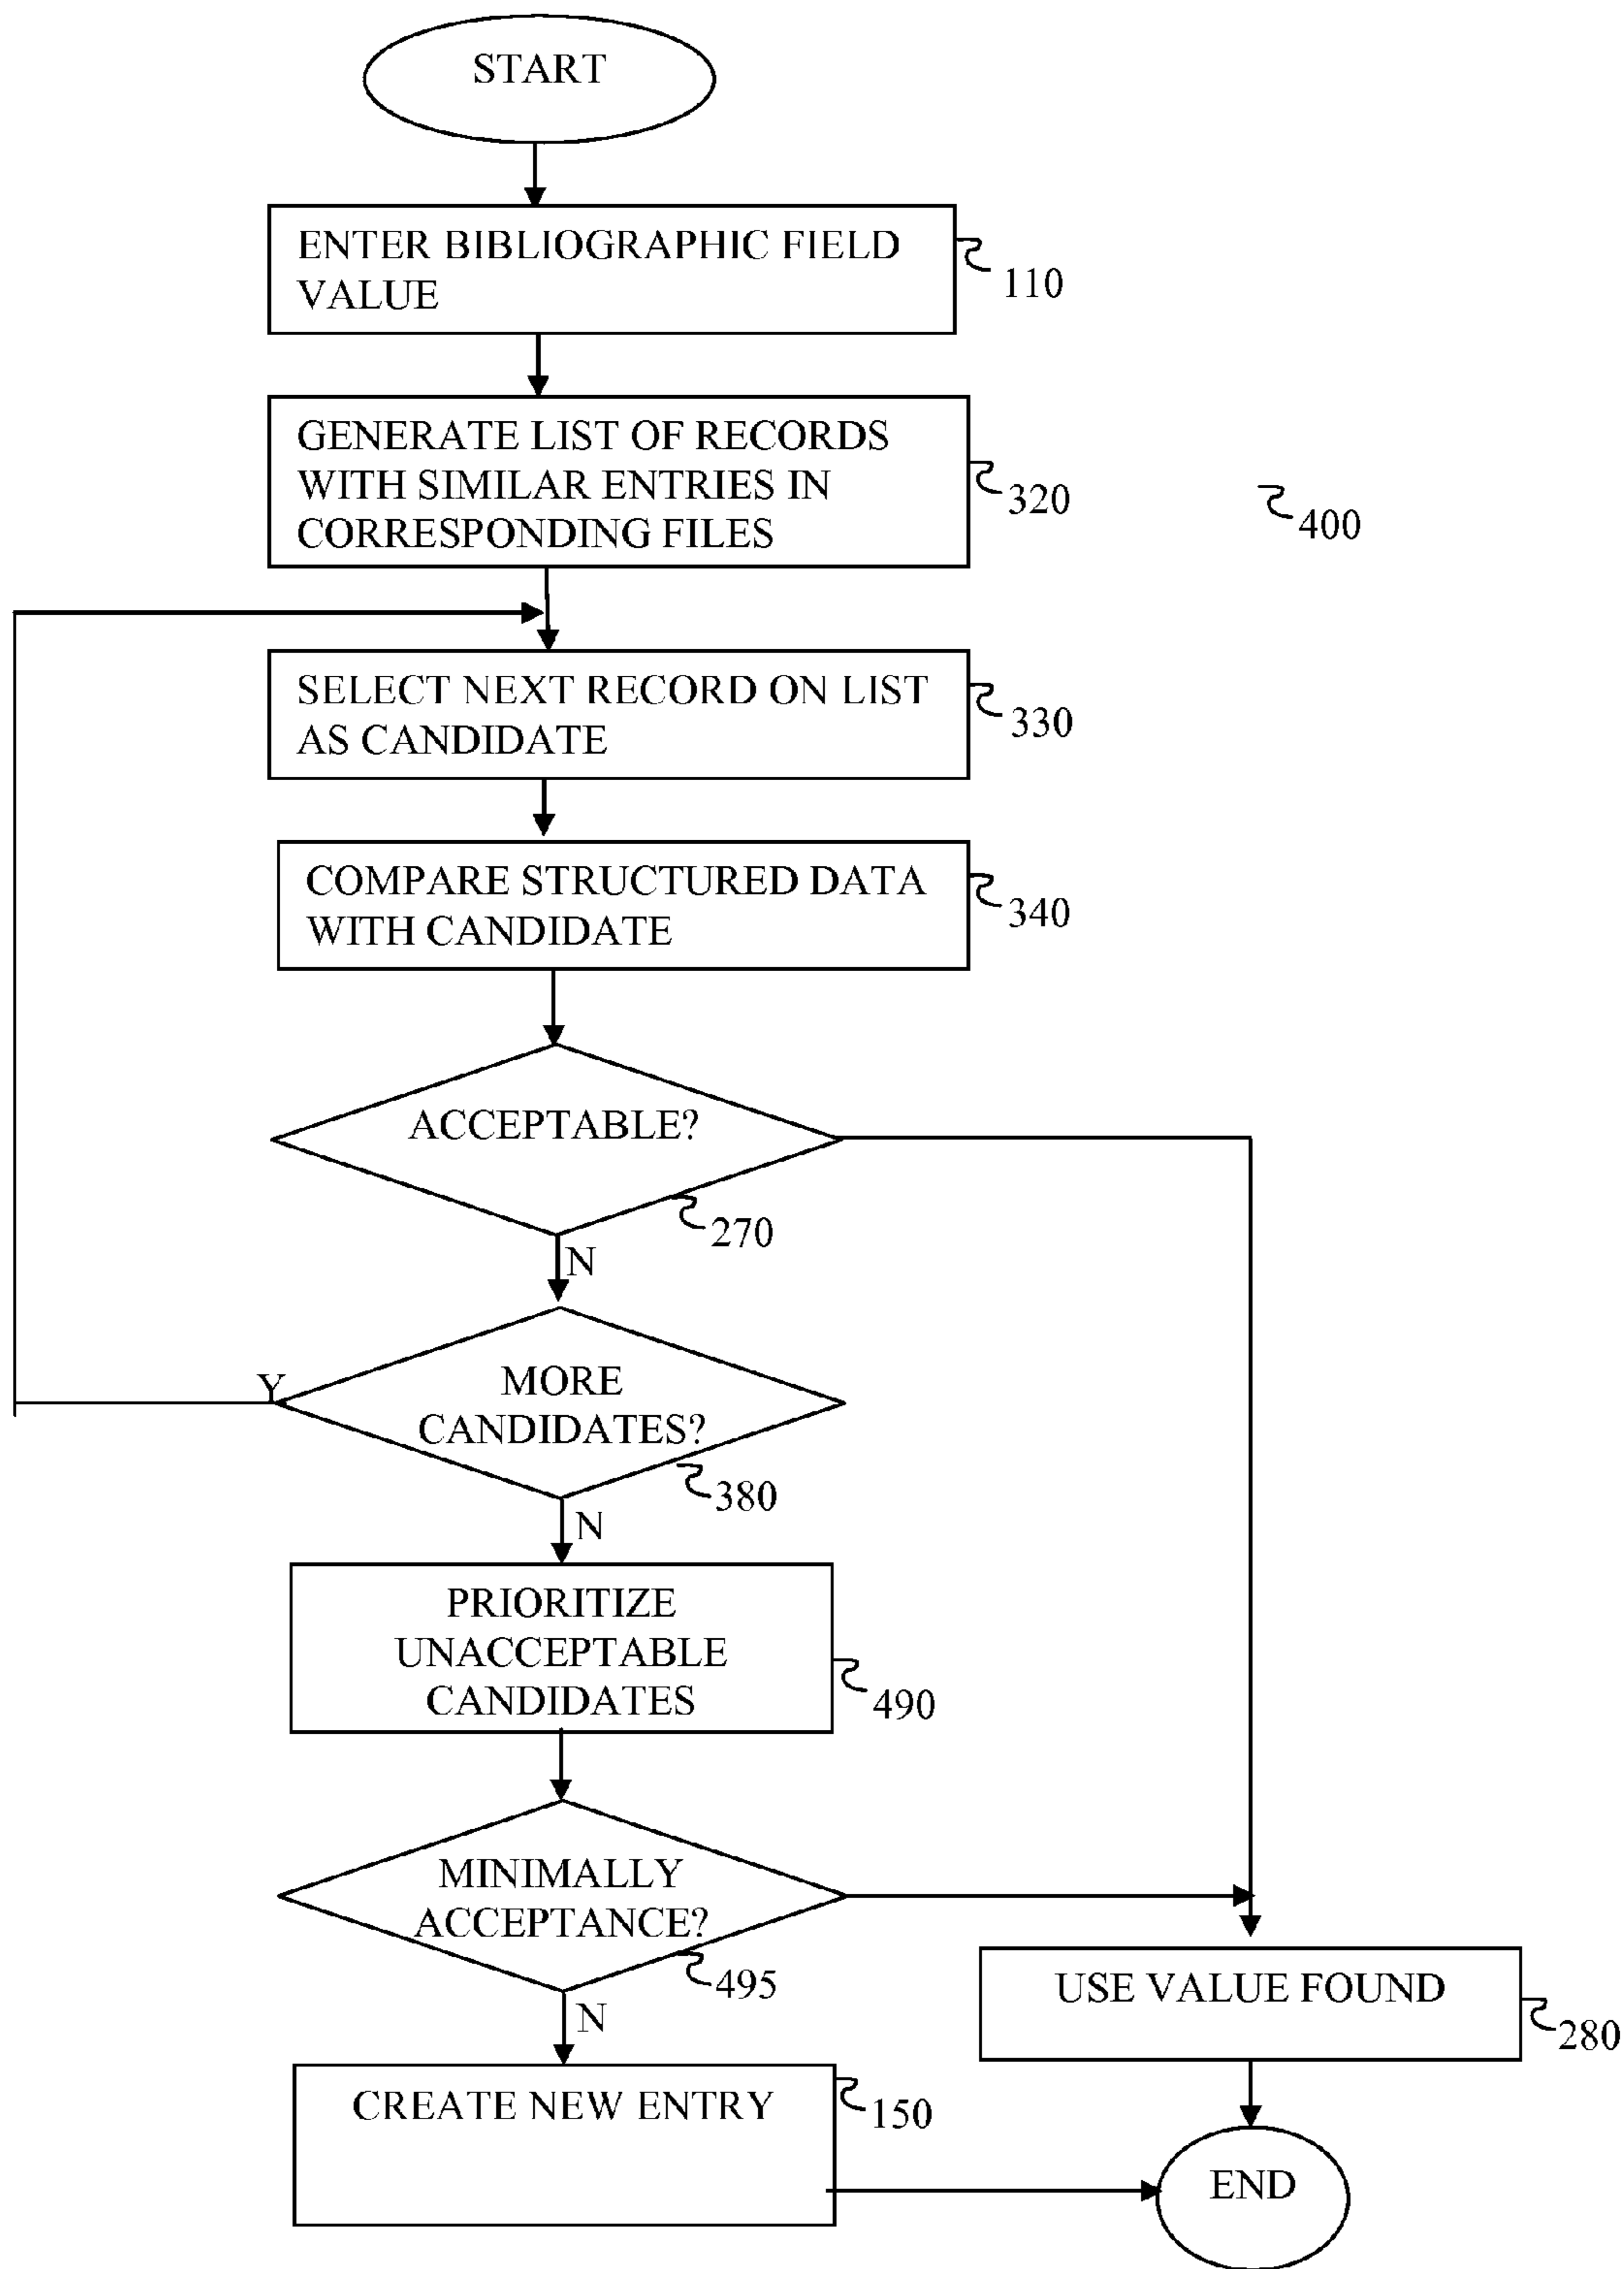 START
ENTER BIBLIOGRAPHIC FIELD
VALUE
110
GENERATE LIST OF RECORDS
WITH SIMILAR ENTRIES IN
CORRESPONDING FILES
320
400
SELECT NEXT RECORD ON LIST
AS CANDIDATE
330
COMPARE STRUCTURED DATA
WITH CANDIDATE
340
ACCEPTABLE?
270
N
Y
MORE
CANDIDATES?
380
N
PRIORITIZE
UNACCEPTABLE
CANDIDATES
490
MINIMALLY
ACCEPTANCE?
495
N
USE VALUE FOUND
280
CREATE NEW ENTRY
150
END